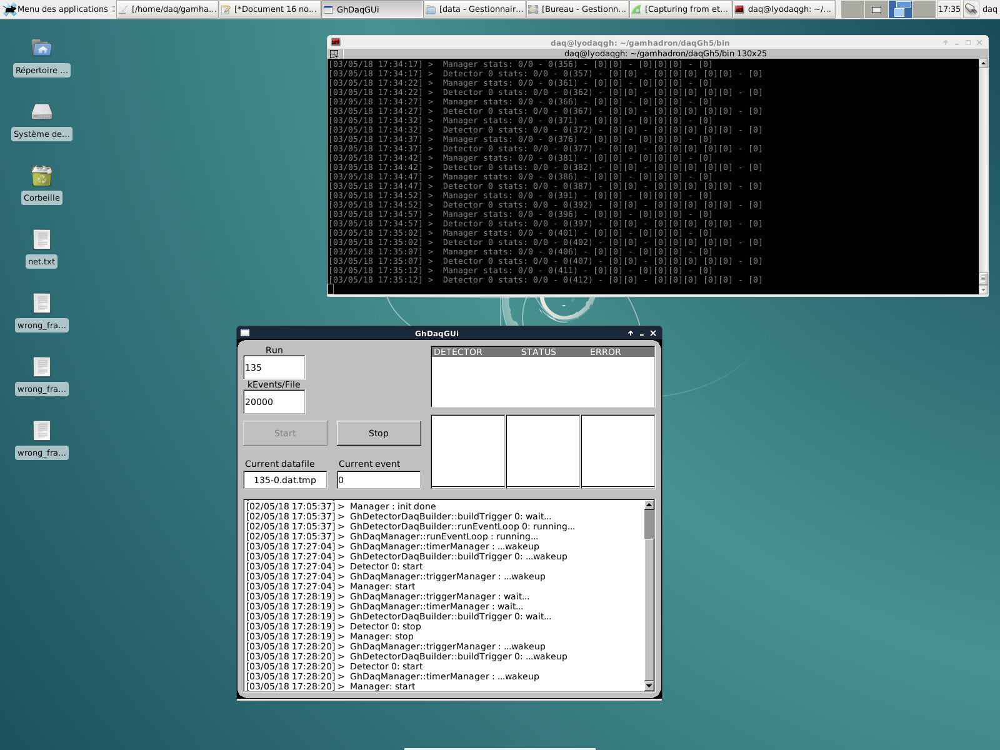 Menu des applications
[/home/daq/gamha...
[*Document 16 no...
GhDaqGUi
[data - Gestionnair...
[Bureau - Gestionn...
[Capturing from et...
daq@lyodaqgh: ~/...
17:35
daq
Répertoire ...
Système de...
Corbeille
net.txt
wrong_fra...
wrong_fra...
wrong_fra...
daq@lyodaqgh: ~/gamhadron/daqGh5/bin
daq@lyodaqgh: ~/gamhadron/daqGh5/bin 130x25
[03/05/18 17:34:17] >  Manager stats: 0/0 - 0(356) - [0][0] - [0][0][0] - [0]
[03/05/18 17:34:17] >  Detector 0 stats: 0/0 - 0(357) - [0][0] - [0][0][0] [0][0] - [0]
[03/05/18 17:34:22] >  Manager stats: 0/0 - 0(361) - [0][0] - [0][0][0] - [0]
[03/05/18 17:34:22] >  Detector 0 stats: 0/0 - 0(362) - [0][0] - [0][0][0] [0][0] - [0]
[03/05/18 17:34:27] >  Manager stats: 0/0 - 0(366) - [0][0] - [0][0][0] - [0]
[03/05/18 17:34:27] >  Detector 0 stats: 0/0 - 0(367) - [0][0] - [0][0][0] [0][0] - [0]
[03/05/18 17:34:32] >  Manager stats: 0/0 - 0(371) - [0][0] - [0][0][0] - [0]
[03/05/18 17:34:32] >  Detector 0 stats: 0/0 - 0(372) - [0][0] - [0][0][0] [0][0] - [0]
[03/05/18 17:34:37] >  Manager stats: 0/0 - 0(376) - [0][0] - [0][0][0] - [0]
[03/05/18 17:34:37] >  Detector 0 stats: 0/0 - 0(377) - [0][0] - [0][0][0] [0][0] - [0]
[03/05/18 17:34:42] >  Manager stats: 0/0 - 0(381) - [0][0] - [0][0][0] - [0]
[03/05/18 17:34:42] >  Detector 0 stats: 0/0 - 0(382) - [0][0] - [0][0][0] [0][0] - [0]
[03/05/18 17:34:47] >  Manager stats: 0/0 - 0(386) - [0][0] - [0][0][0] - [0]
[03/05/18 17:34:47] >  Detector 0 stats: 0/0 - 0(387) - [0][0] - [0][0][0] [0][0] - [0]
[03/05/18 17:34:52] >  Manager stats: 0/0 - 0(391) - [0][0] - [0][0][0] - [0]
[03/05/18 17:34:52] >  Detector 0 stats: 0/0 - 0(392) - [0][0] - [0][0][0] [0][0] - [0]
[03/05/18 17:34:57] >  Manager stats: 0/0 - 0(396) - [0][0] - [0][0][0] - [0]
[03/05/18 17:34:57] >  Detector 0 stats: 0/0 - 0(397) - [0][0] - [0][0][0] [0][0] - [0]
[03/05/18 17:35:02] >  Manager stats: 0/0 - 0(401) - [0][0] - [0][0][0] - [0]
[03/05/18 17:35:02] >  Detector 0 stats: 0/0 - 0(402) - [0][0] - [0][0][0] [0][0] - [0]
[03/05/18 17:35:07] >  Manager stats: 0/0 - 0(406) - [0][0] - [0][0][0] - [0]
[03/05/18 17:35:07] >  Detector 0 stats: 0/0 - 0(407) - [0][0] - [0][0][0] [0][0] - [0]
[03/05/18 17:35:12] >  Manager stats: 0/0 - 0(411) - [0][0] - [0][0][0] - [0]
[03/05/18 17:35:12] >  Detector 0 stats: 0/0 - 0(412) - [0][0] - [0][0][0] [0][0] - [0]
GhDaqGUi
Run
135
kEvents/File
20000
Start
Stop
Current datafile
135-0.dat.tmp
Current event
0
DETECTOR STATUS ERROR
[02/05/18 17:05:37] >  Manager : init done
[02/05/18 17:05:37] >  GhDetectorDaqBuilder::buildTrigger 0: wait...
[02/05/18 17:05:37] >  GhDetectorDaqBuilder::runEventLoop 0: running...
[02/05/18 17:05:37] >  GhDaqManager::runEventLoop : running...
[03/05/18 17:27:04] >  GhDaqManager::timerManager : ...wakeup
[03/05/18 17:27:04] >  GhDetectorDaqBuilder::buildTrigger 0: ...wakeup
[03/05/18 17:27:04] >  Detector 0: start
[03/05/18 17:27:04] >  GhDaqManager::triggerManager : ...wakeup
[03/05/18 17:27:04] >  Manager: start
[03/05/18 17:28:19] >  GhDaqManager::triggerManager : wait...
[03/05/18 17:28:19] >  GhDaqManager::timerManager : wait...
[03/05/18 17:28:19] >  GhDetectorDaqBuilder::buildTrigger 0: wait...
[03/05/18 17:28:19] >  Detector 0: stop
[03/05/18 17:28:19] >  Manager: stop
[03/05/18 17:28:20] >  GhDaqManager::triggerManager : ...wakeup
[03/05/18 17:28:20] >  GhDetectorDaqBuilder::buildTrigger 0: ...wakeup
[03/05/18 17:28:20] >  Detector 0: start
[03/05/18 17:28:20] >  GhDaqManager::timerManager : ...wakeup
[03/05/18 17:28:20] >  Manager: start